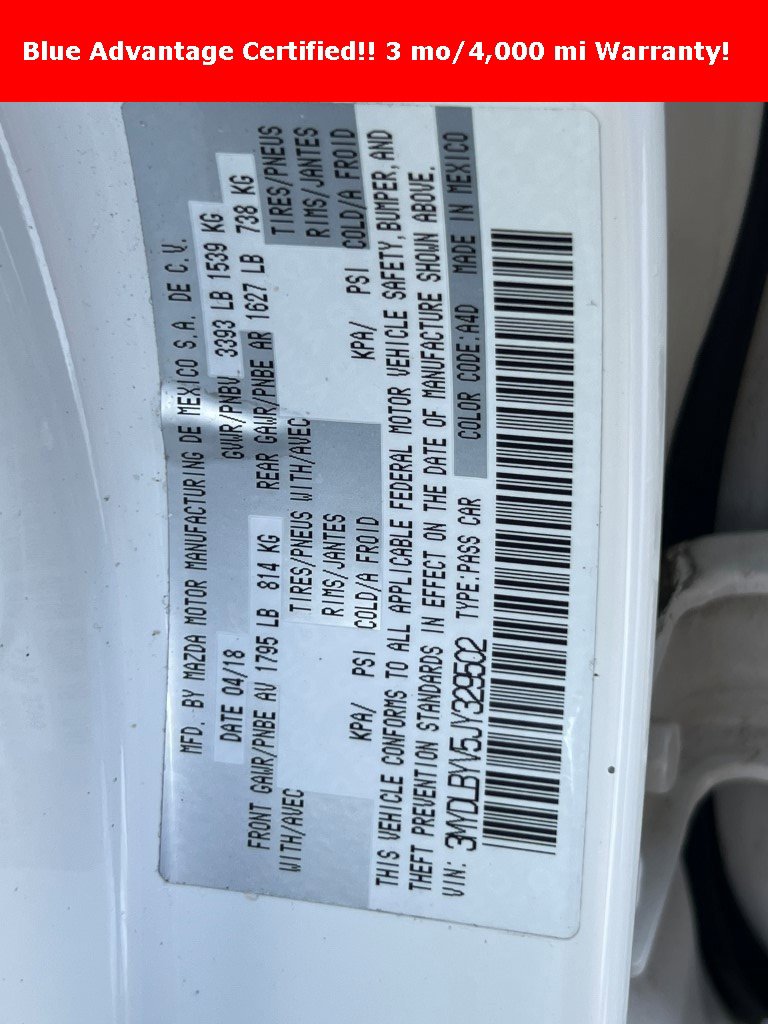 Blue Advantage Certified!! 3 mo/4,000 mi Warranty!
MFD. BY MAZDA MOTOR MANUFACTURING DE MEXICO S.A. DE C.V.
DATE 04/18 GVWR/PNBV 3393 LB 1539 KG
FRONT GAWR/PNBE AV 1795 LB 814 KG REAR GAWR/PNBE AR 1627 LB 738 KG
WITH/AVEC TIRES/PNEUS WITH/AVEC TIRES/PNEUS
RIMS/JANTES RIMS/JANTES
KPA/ PSI COLD/A FROID KPA/ PSI COLD/A FROID
THIS VEHICLE CONFORMS TO ALL APPLICABLE FEDERAL MOTOR VEHICLE SAFETY, BUMPER, AND
THEFT PREVENTION STANDARDS IN EFFECT ON THE DATE OF MANUFACTURE SHOWN ABOVE.
VIN: 3MYDLBYV5JY329502 TYPE:PASS CAR COLOR CODE:A4D MADE IN MEXICO